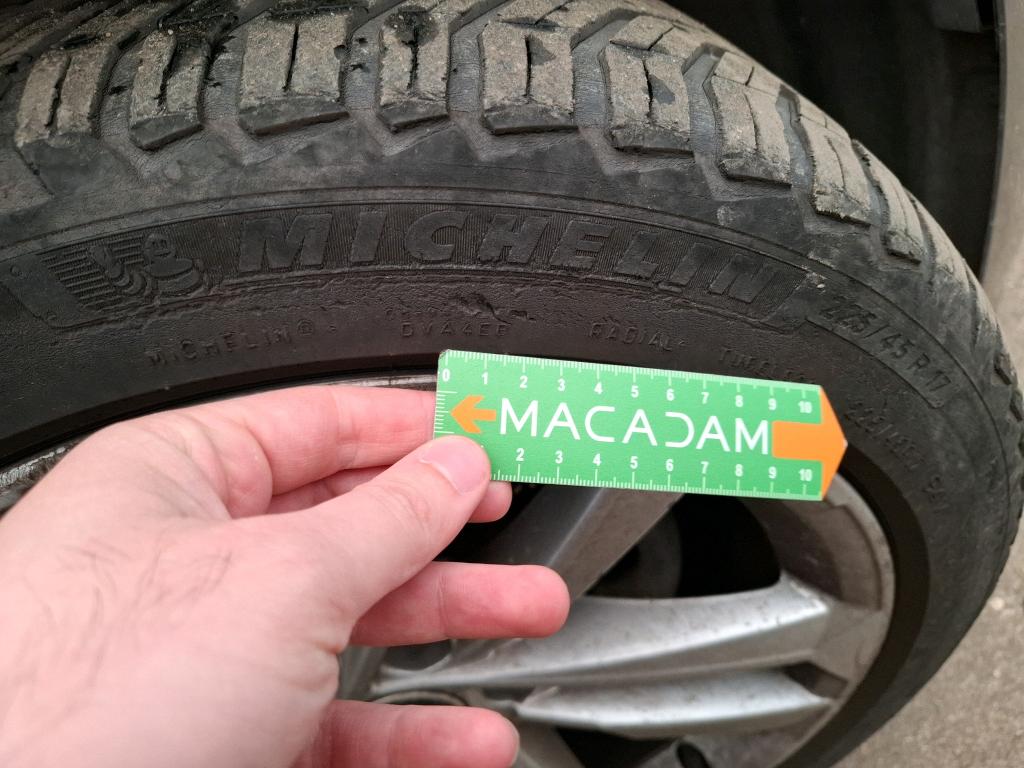 MICHELIN
225/45 R 17
MICHELIN®
RADIAL
TUBELESS
0 1 2 3 4 5 6 7 8 9 10
MACADAM
2 3 4 5 6 7 8 9 10